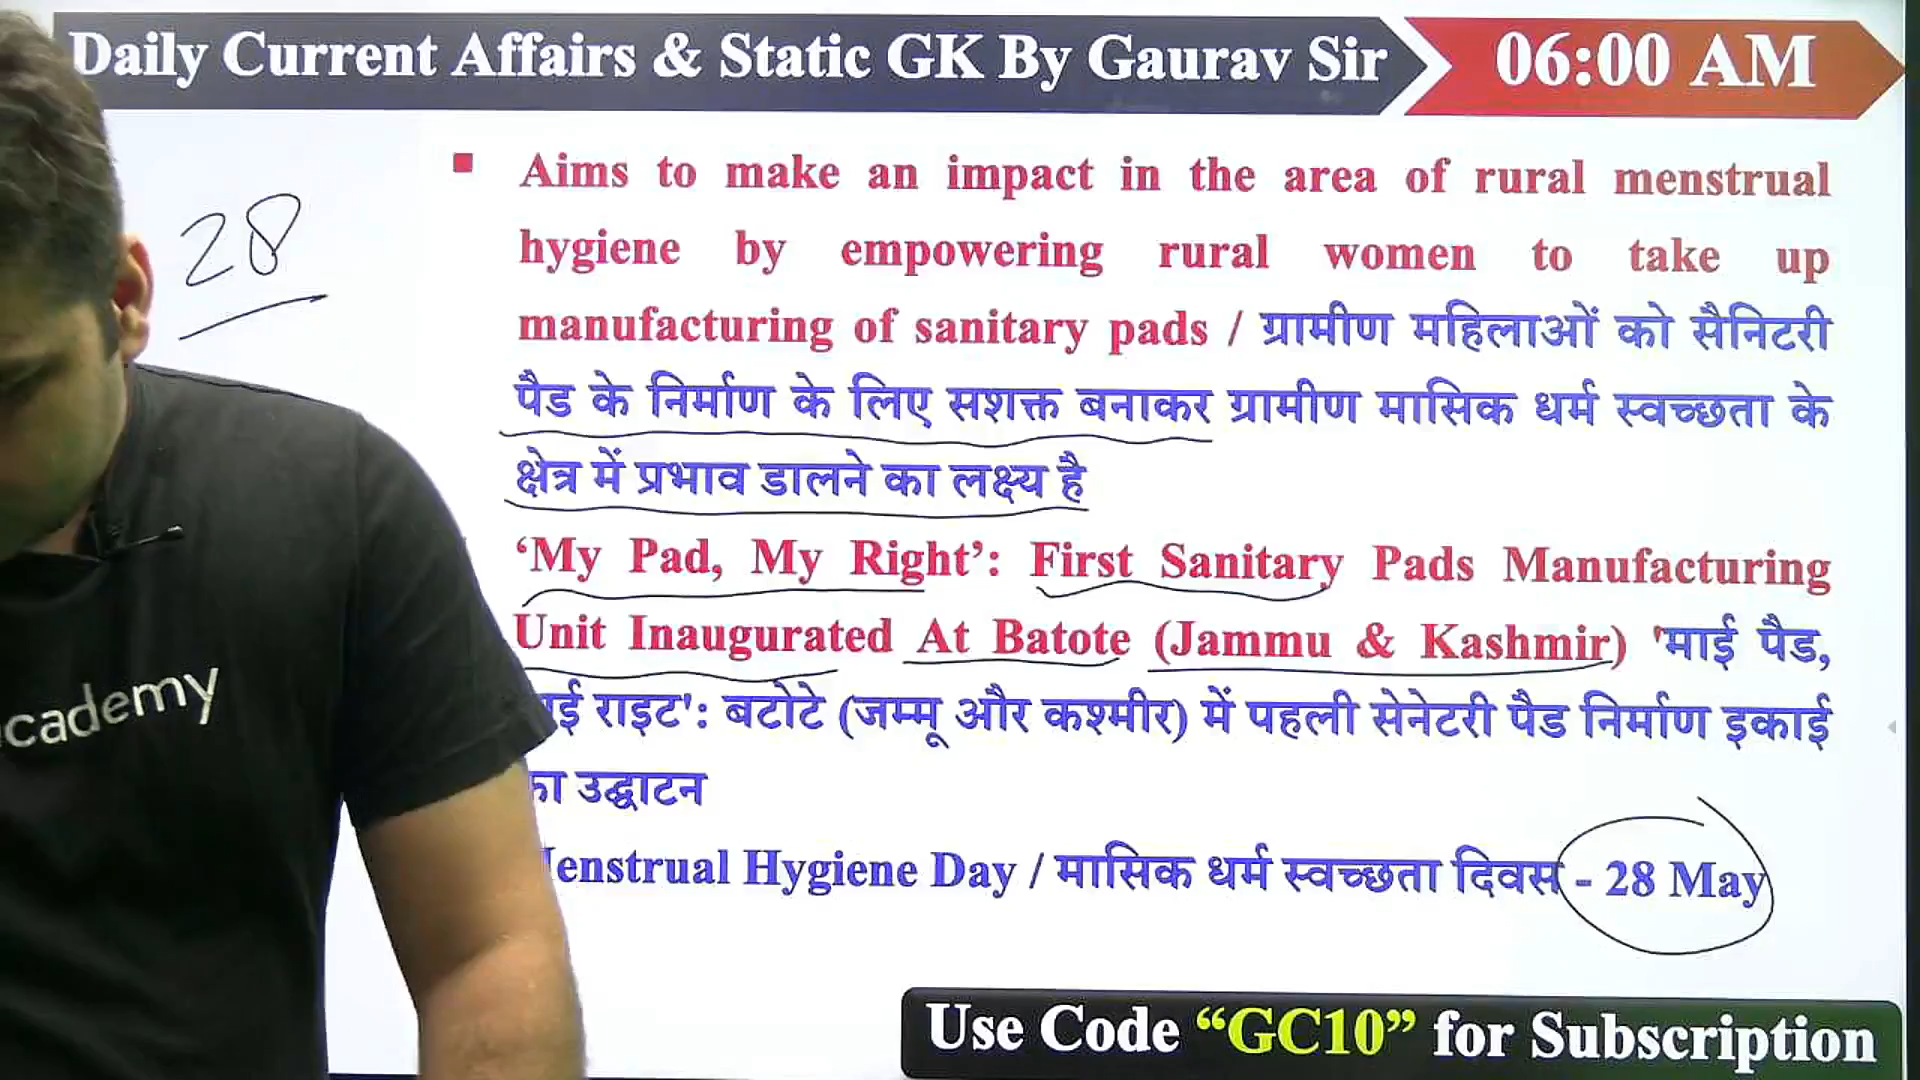 Daily Current Affairs & Static GK By Gaurav Sir
06:00 AM
28
▪ Aims to make an impact in the area of rural menstrual
hygiene by empowering rural women to take up
manufacturing of sanitary pads / ग्रामीण महिलाओं को सैनिटरी
पैड के निर्माण के लिए सशक्त बनाकर ग्रामीण मासिक धर्म स्वच्छता के
क्षेत्र में प्रभाव डालने का लक्ष्य है
‘My Pad, My Right’: First Sanitary Pads Manufacturing
Unit Inaugurated At Batote (Jammu & Kashmir) 'माई पैड,
राइट': बटोटे (जम्मू और कश्मीर) में पहली सेनेटरी पैड निर्माण इकाई
का उद्घाटन
enstrual Hygiene Day / मासिक धर्म स्वच्छता दिवस - 28 May
cademy
Use Code “GC10” for Subscription